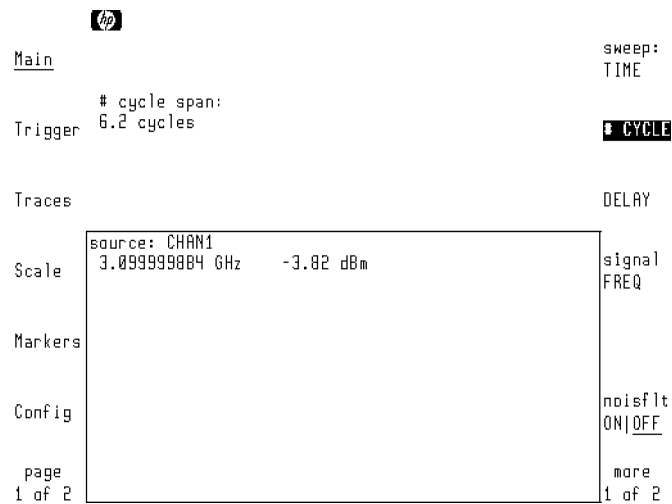 hp
Main
sweep:
TIME
# cycle span:
6.2 cycles
Trigger
# CYCLE
Traces
DELAY
source: CHAN1
3.099999884 GHz -3.82 dBm
Scale
signal
FREQ
Markers
Config
noisflt
ON|OFF
page
1 of 2
more
1 of 2